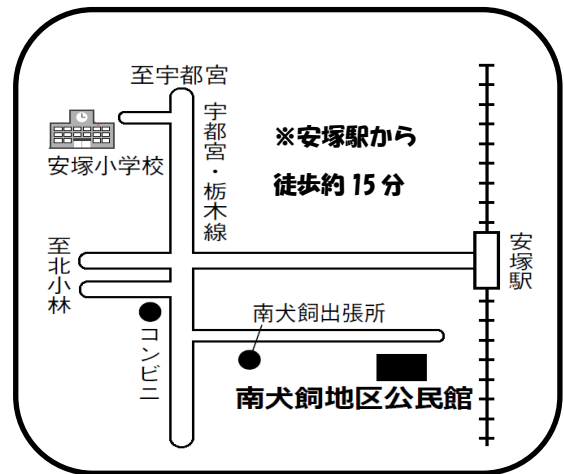 至宇都宮
宇都宮・栃木線
※安塚駅から
徒歩約15分
安塚小学校
至北小林
安塚駅
コンビニ
南犬飼出張所
南犬飼地区公民館